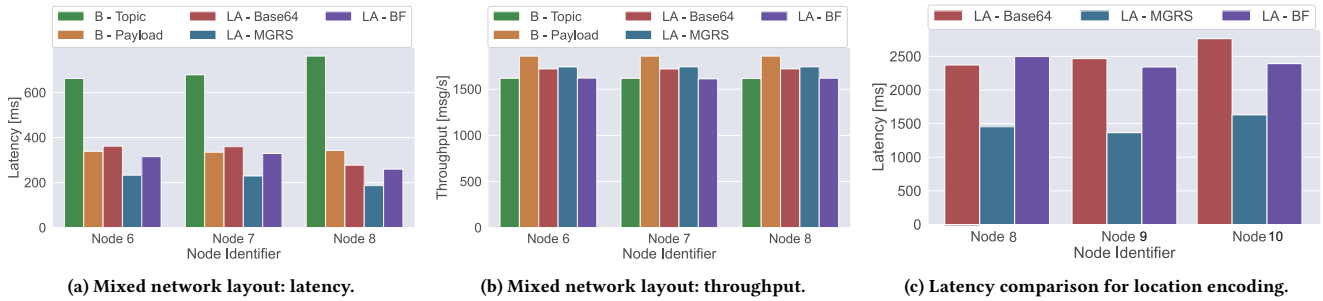 B - Topic LA - Base64 LA - BF
B - Payload LA - MGRS
600
400
200
0
Latency [ms]
Node 6 Node 7 Node 8
Node Identifier
(a) Mixed network layout: latency.
B - Topic LA - Base64 LA - BF
B - Payload LA - MGRS
1500
1000
500
0
Throughput [msg/s]
Node 6 Node 7 Node 8
Node Identifier
(b) Mixed network layout: throughput.
LA - Base64 LA - MGRS LA - BF
2500
2000
1500
1000
500
0
Latency [ms]
Node 8 Node 9 Node 10
Node Identifier
(c) Latency comparison for location encoding.